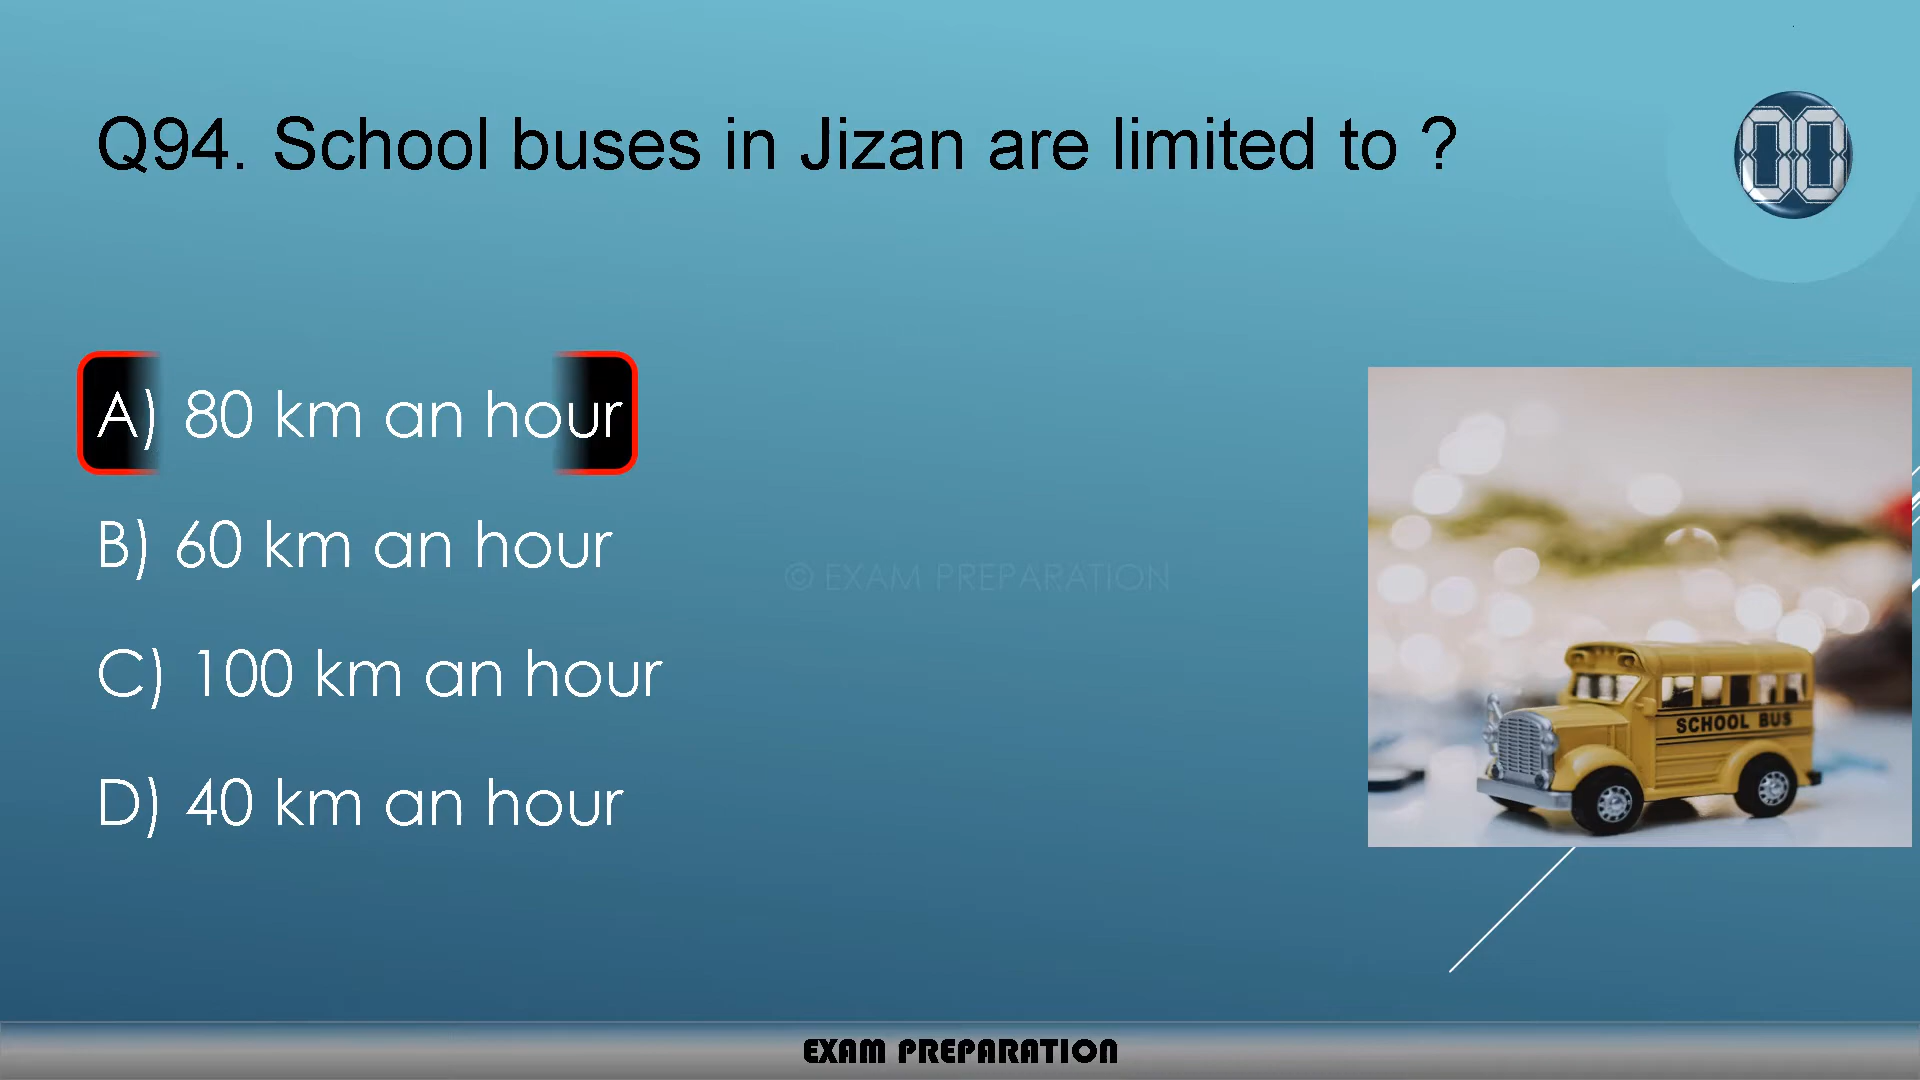 Q94. School buses in Jizan are limited to ?
00
A) 80 km an hour
B) 60 km an hour
© EXAM PREPARATION
C) 100 km an hour
SCHOOL BUS
D) 40 km an hour
EXAM PREPARATION